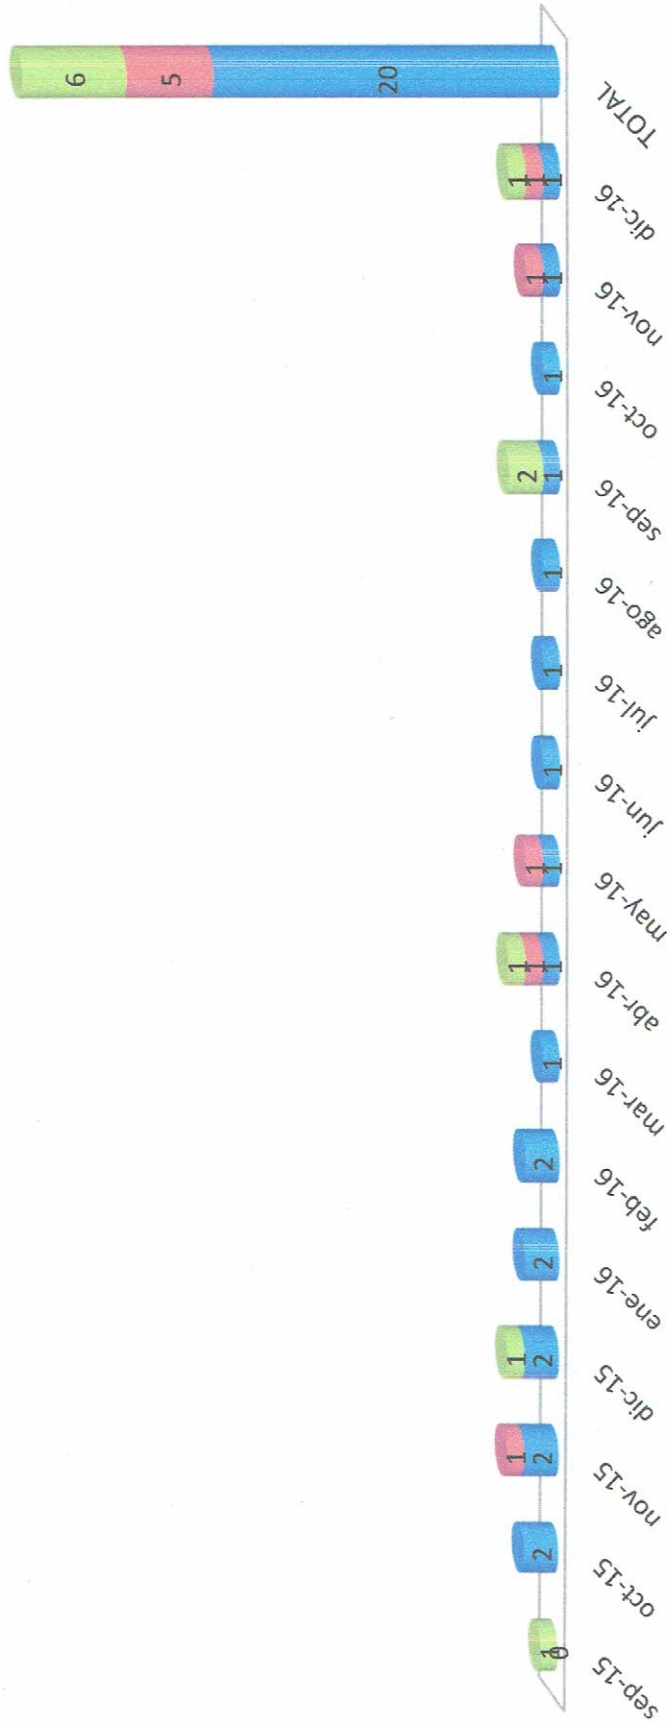 6
5
20
1 1 1 2 1
1 1 1 1
1 2 2 2 2 2 1 1 1 1 1 1 1 1 1 1
0
sep-15 oct-15 nov-15 dic-15 ene-16 feb-16 mar-16 abr-16 may-16 jun-16 jul-16 ago-16 sep-16 oct-16 nov-16 dic-16 TOTAL